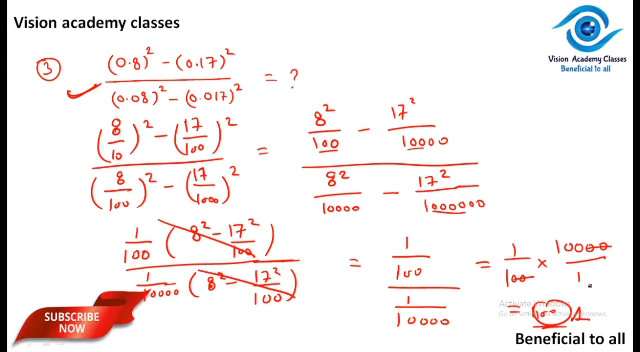 Vision academy classes
Vision Academy Classes
Beneficial to all
③ ((0.8)² - (0.17)²) / ((0.08)² - (0.017)²) = ?
((8/10)² - (17/100)²) / ((8/100)² - (17/1000)²) = (8²/100 - 17²/10000) / (8²/10000 - 17²/1000000)
(1/100 (8² - 17²/100)) / (1/10000 (8² - 17²/100)) = (1/100) / (1/10000) = 1/100 × 10000/1
= 100
SUBSCRIBE
NOW
Activate Windows
Beneficial to all